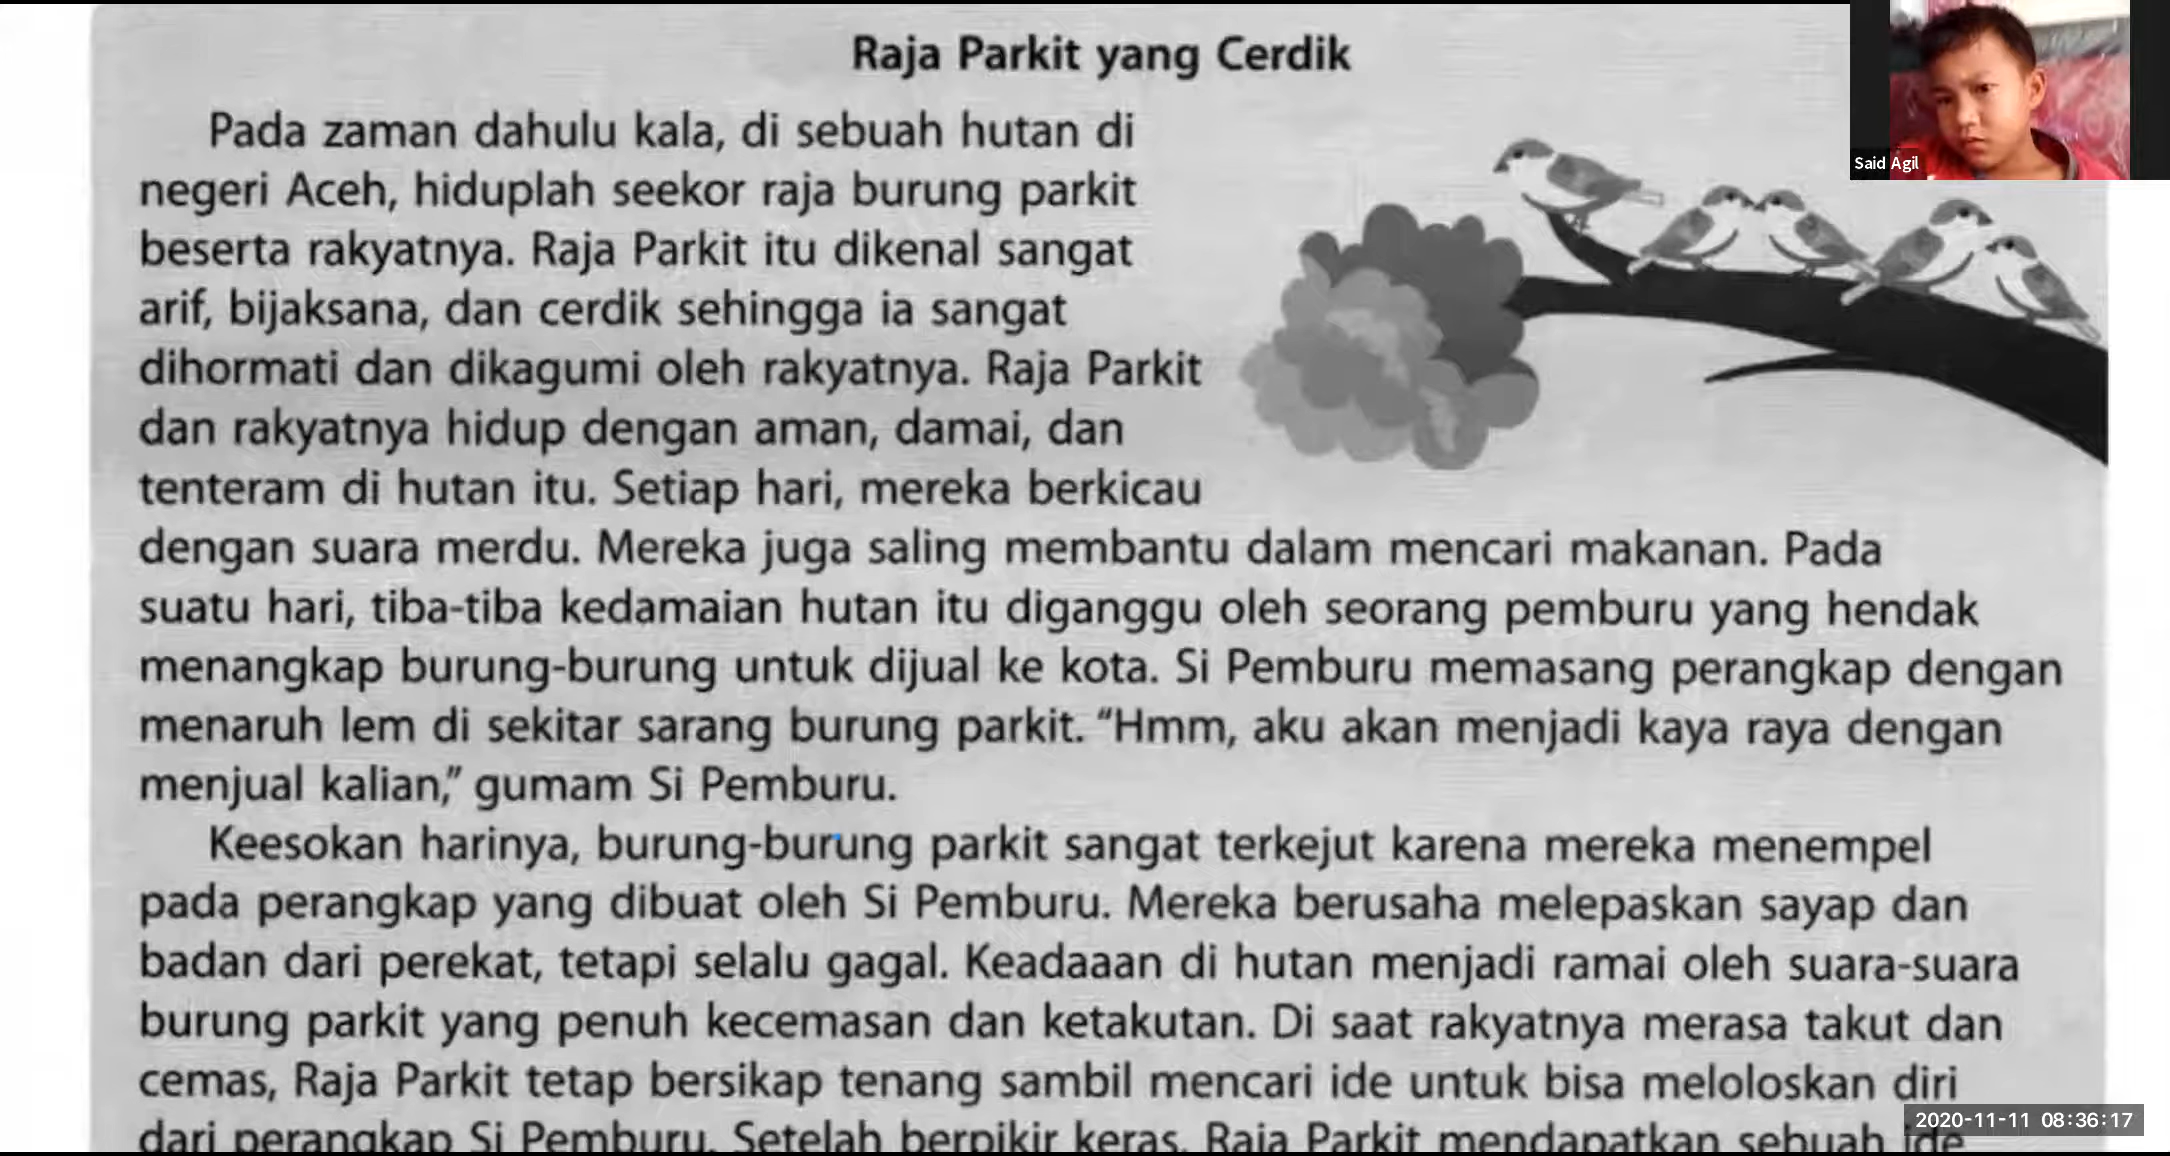 Raja Parkit yang Cerdik
Said Agil
Pada zaman dahulu kala, di sebuah hutan di
negeri Aceh, hiduplah seekor raja burung parkit
beserta rakyatnya. Raja Parkit itu dikenal sangat
arif, bijaksana, dan cerdik sehingga ia sangat
dihormati dan dikagumi oleh rakyatnya. Raja Parkit
dan rakyatnya hidup dengan aman, damai, dan
tenteram di hutan itu. Setiap hari, mereka berkicau
dengan suara merdu. Mereka juga saling membantu dalam mencari makanan. Pada
suatu hari, tiba-tiba kedamaian hutan itu diganggu oleh seorang pemburu yang hendak
menangkap burung-burung untuk dijual ke kota. Si Pemburu memasang perangkap dengan
menaruh lem di sekitar sarang burung parkit. “Hmm, aku akan menjadi kaya raya dengan
menjual kalian,” gumam Si Pemburu.
Keesokan harinya, burung-burung parkit sangat terkejut karena mereka menempel
pada perangkap yang dibuat oleh Si Pemburu. Mereka berusaha melepaskan sayap dan
badan dari perekat, tetapi selalu gagal. Keadaaan di hutan menjadi ramai oleh suara-suara
burung parkit yang penuh kecemasan dan ketakutan. Di saat rakyatnya merasa takut dan
cemas, Raja Parkit tetap bersikap tenang sambil mencari ide untuk bisa meloloskan diri
dari perangkap Si Pemburu. Setelah berpikir keras, Raja Parkit mendapatkan sebuah ide
2020-11-11 08:36:17